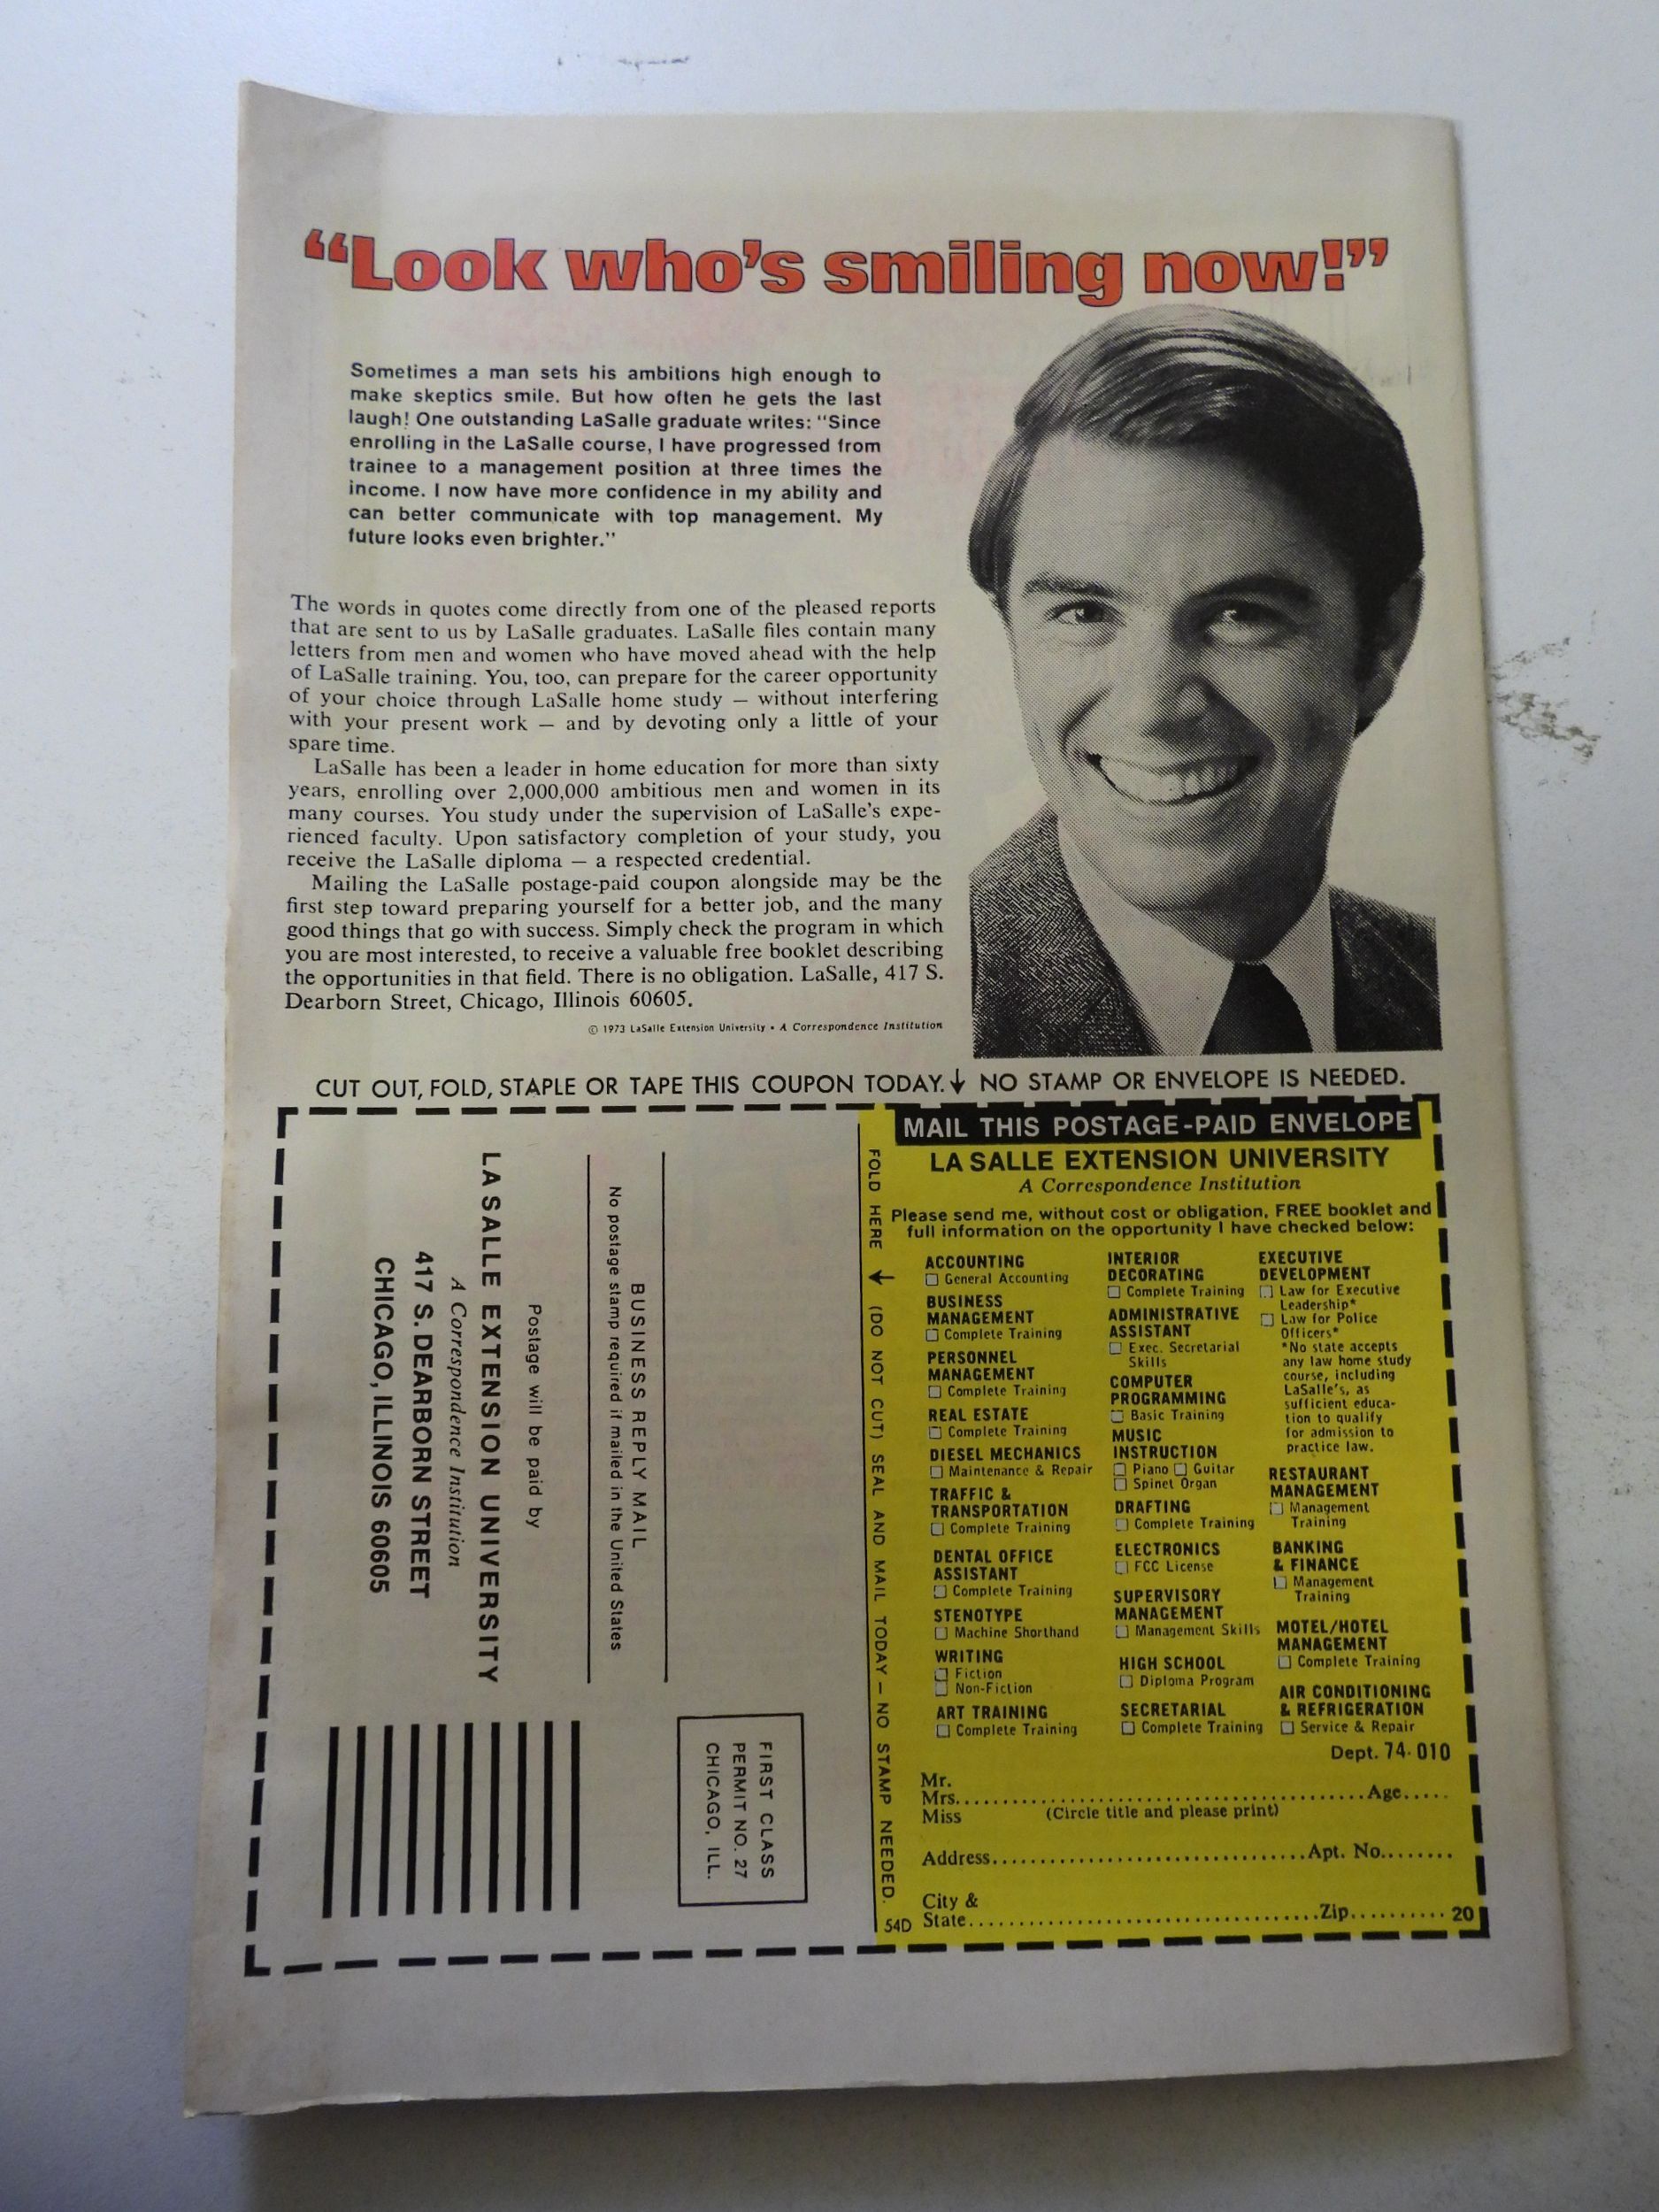 “Look who's smiling now!”
Sometimes a man sets his ambitions high enough to
make skeptics smile. But how often he gets the last
laugh! One outstanding LaSalle graduate writes: “Since
enrolling in the LaSalle course, I have progressed from
trainee to a management position at three times the
income. I now have more confidence in my ability and
can better communicate with top management. My
future looks even brighter.”
The words in quotes come directly from one of the pleased reports
that are sent to us by LaSalle graduates. LaSalle files contain many
letters from men and women who have moved ahead with the help
of LaSalle training. You, too, can prepare for the career opportunity
of your choice through LaSalle home study — without interfering
with your present work — and by devoting only a little of your
spare time.
LaSalle has been a leader in home education for more than sixty
years, enrolling over 2,000,000 ambitious men and women in its
many courses. You study under the supervision of LaSalle's expe-
rienced faculty. Upon satisfactory completion of your study, you
receive the LaSalle diploma — a respected credential.
Mailing the LaSalle postage-paid coupon alongside may be the
first step toward preparing yourself for a better job, and the many
good things that go with success. Simply check the program in which
you are most interested, to receive a valuable free booklet describing
the opportunities in that field. There is no obligation. LaSalle, 417 S.
Dearborn Street, Chicago, Illinois 60605.
© 1973 LaSalle Extension University • A Correspondence Institution
CUT OUT, FOLD, STAPLE OR TAPE THIS COUPON TODAY. ↓ NO STAMP OR ENVELOPE IS NEEDED.
FIRST CLASS
PERMIT NO. 27
CHICAGO, ILL.
BUSINESS REPLY MAIL
No postage stamp required if mailed in the United States
Postage will be paid by
LA SALLE EXTENSION UNIVERSITY
A Correspondence Institution
417 S. DEARBORN STREET
CHICAGO, ILLINOIS 60605
FOLD HERE ↓ (DO NOT CUT) SEAL AND MAIL TODAY — NO STAMP NEEDED.
MAIL THIS POSTAGE-PAID ENVELOPE
LA SALLE EXTENSION UNIVERSITY
A Correspondence Institution
Please send me, without cost or obligation, FREE booklet and
full information on the opportunity I have checked below:
ACCOUNTING
☐ General Accounting
BUSINESS
MANAGEMENT
☐ Complete Training
PERSONNEL
MANAGEMENT
☐ Complete Training
REAL ESTATE
☐ Complete Training
DIESEL MECHANICS
☐ Maintenance & Repair
TRAFFIC &
TRANSPORTATION
☐ Complete Training
DENTAL OFFICE
ASSISTANT
☐ Complete Training
STENOTYPE
☐ Machine Shorthand
WRITING
☐ Fiction
☐ Non-Fiction
ART TRAINING
☐ Complete Training
INTERIOR
DECORATING
☐ Complete Training
ADMINISTRATIVE
ASSISTANT
☐ Exec. Secretarial
Skills
COMPUTER
PROGRAMMING
☐ Basic Training
MUSIC
INSTRUCTION
☐ Piano ☐ Guitar
☐ Spinet Organ
DRAFTING
☐ Complete Training
ELECTRONICS
☐ FCC License
SUPERVISORY
MANAGEMENT
☐ Management Skills
HIGH SCHOOL
☐ Diploma Program
SECRETARIAL
☐ Complete Training
EXECUTIVE
DEVELOPMENT
☐ Law for Executive
Leadership*
☐ Law for Police
Officers*
*No state accepts
any law home study
course, including
LaSalle's, as
sufficient educa-
tion to qualify
for admission to
practice law.
RESTAURANT
MANAGEMENT
☐ Management
Training
BANKING
& FINANCE
☐ Management
Training
MOTEL/HOTEL
MANAGEMENT
☐ Complete Training
AIR CONDITIONING
& REFRIGERATION
☐ Service & Repair
Dept. 74-010
Mr.
Mrs. Age
Miss (Circle title and please print)
Address Apt. No.
City &
State Zip 20
54D